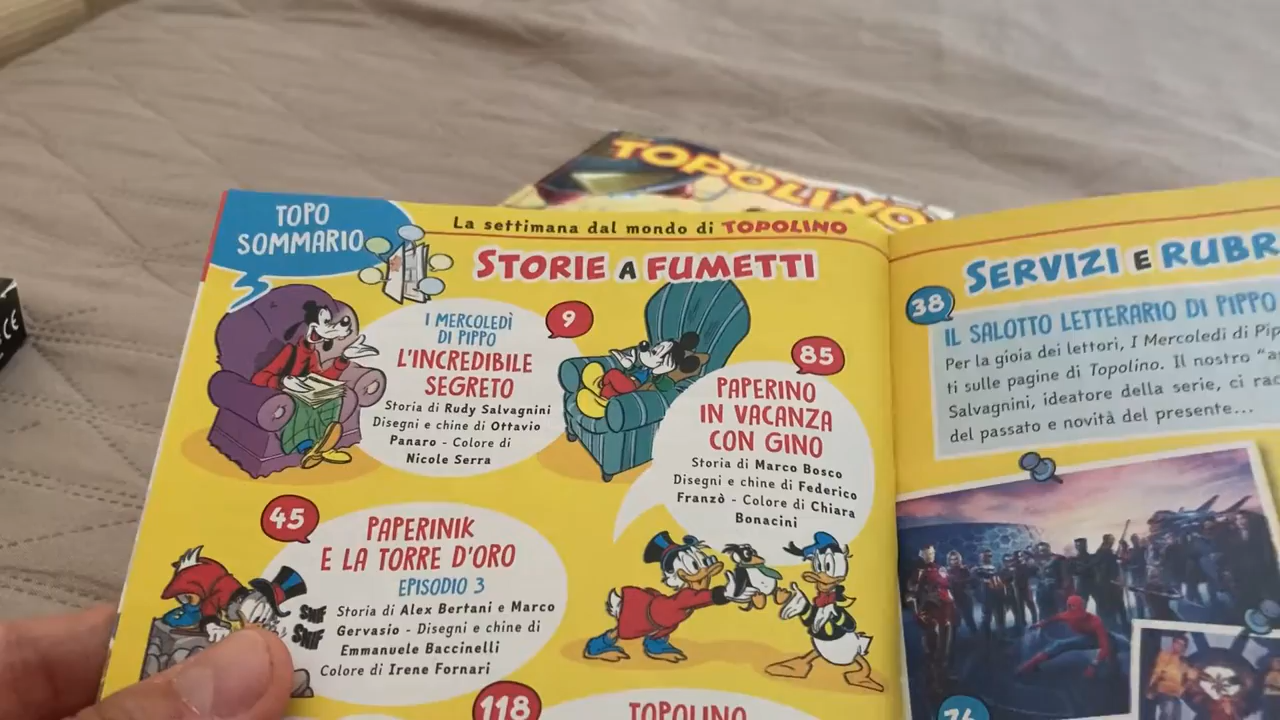 TOPOLINO
TOPO
SOMMARIO
La settimana dal mondo di TOPOLINO
STORIE A FUMETTI
I MERCOLEDÌ
DI PIPPO
L'INCREDIBILE
SEGRETO
Storia di Rudy Salvagnini
Disegni e chine di Ottavio
Panaro - Colore di
Nicole Serra
9
85
PAPERINO
IN VACANZA
CON GINO
Storia di Marco Bosco
Disegni e chine di Federico
Franzò - Colore di Chiara
Bonacini
45
PAPERINIK
E LA TORRE D'ORO
EPISODIO 3
Storia di Alex Bertani e Marco
Gervasio - Disegni e chine di
Emmanuele Baccinelli
Colore di Irene Fornari
SNIF
SNIF
118
TOPOLINO
SERVIZI E RUBR
38
IL SALOTTO LETTERARIO DI PIPPO
Per la gioia dei lettori, I Mercoledì di Pip
ti sulle pagine di Topolino. Il nostro "a
Salvagnini, ideatore della serie, ci rac
del passato e novità del presente...
76